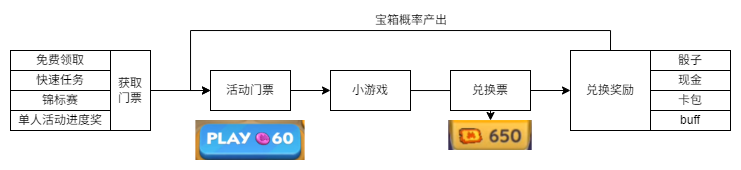 宝箱概率产出
免费领取
快速任务
锦标赛
单人活动进度奖
获取
门票
活动门票
小游戏
兑换票
兑换奖励
骰子
现金
卡包
buff
PLAY 60
650